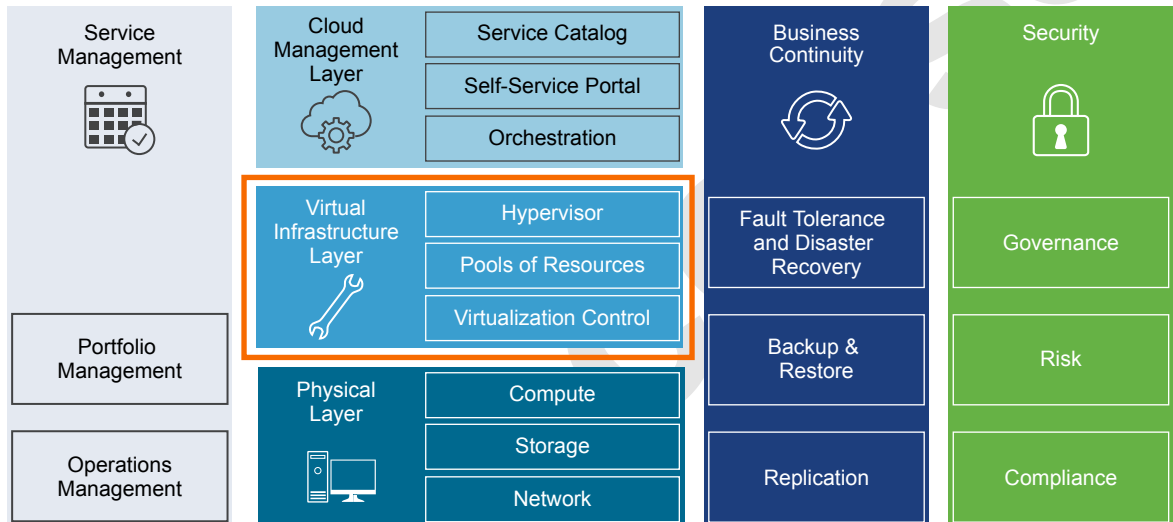 Service
Management
Portfolio
Management
Operations
Management
Cloud
Management
Layer
Service Catalog
Self-Service Portal
Orchestration
Virtual
Infrastructure
Layer
Hypervisor
Pools of Resources
Virtualization Control
Physical
Layer
Compute
Storage
Network
Business
Continuity
Fault Tolerance
and Disaster
Recovery
Backup &
Restore
Replication
Security
Governance
Risk
Compliance